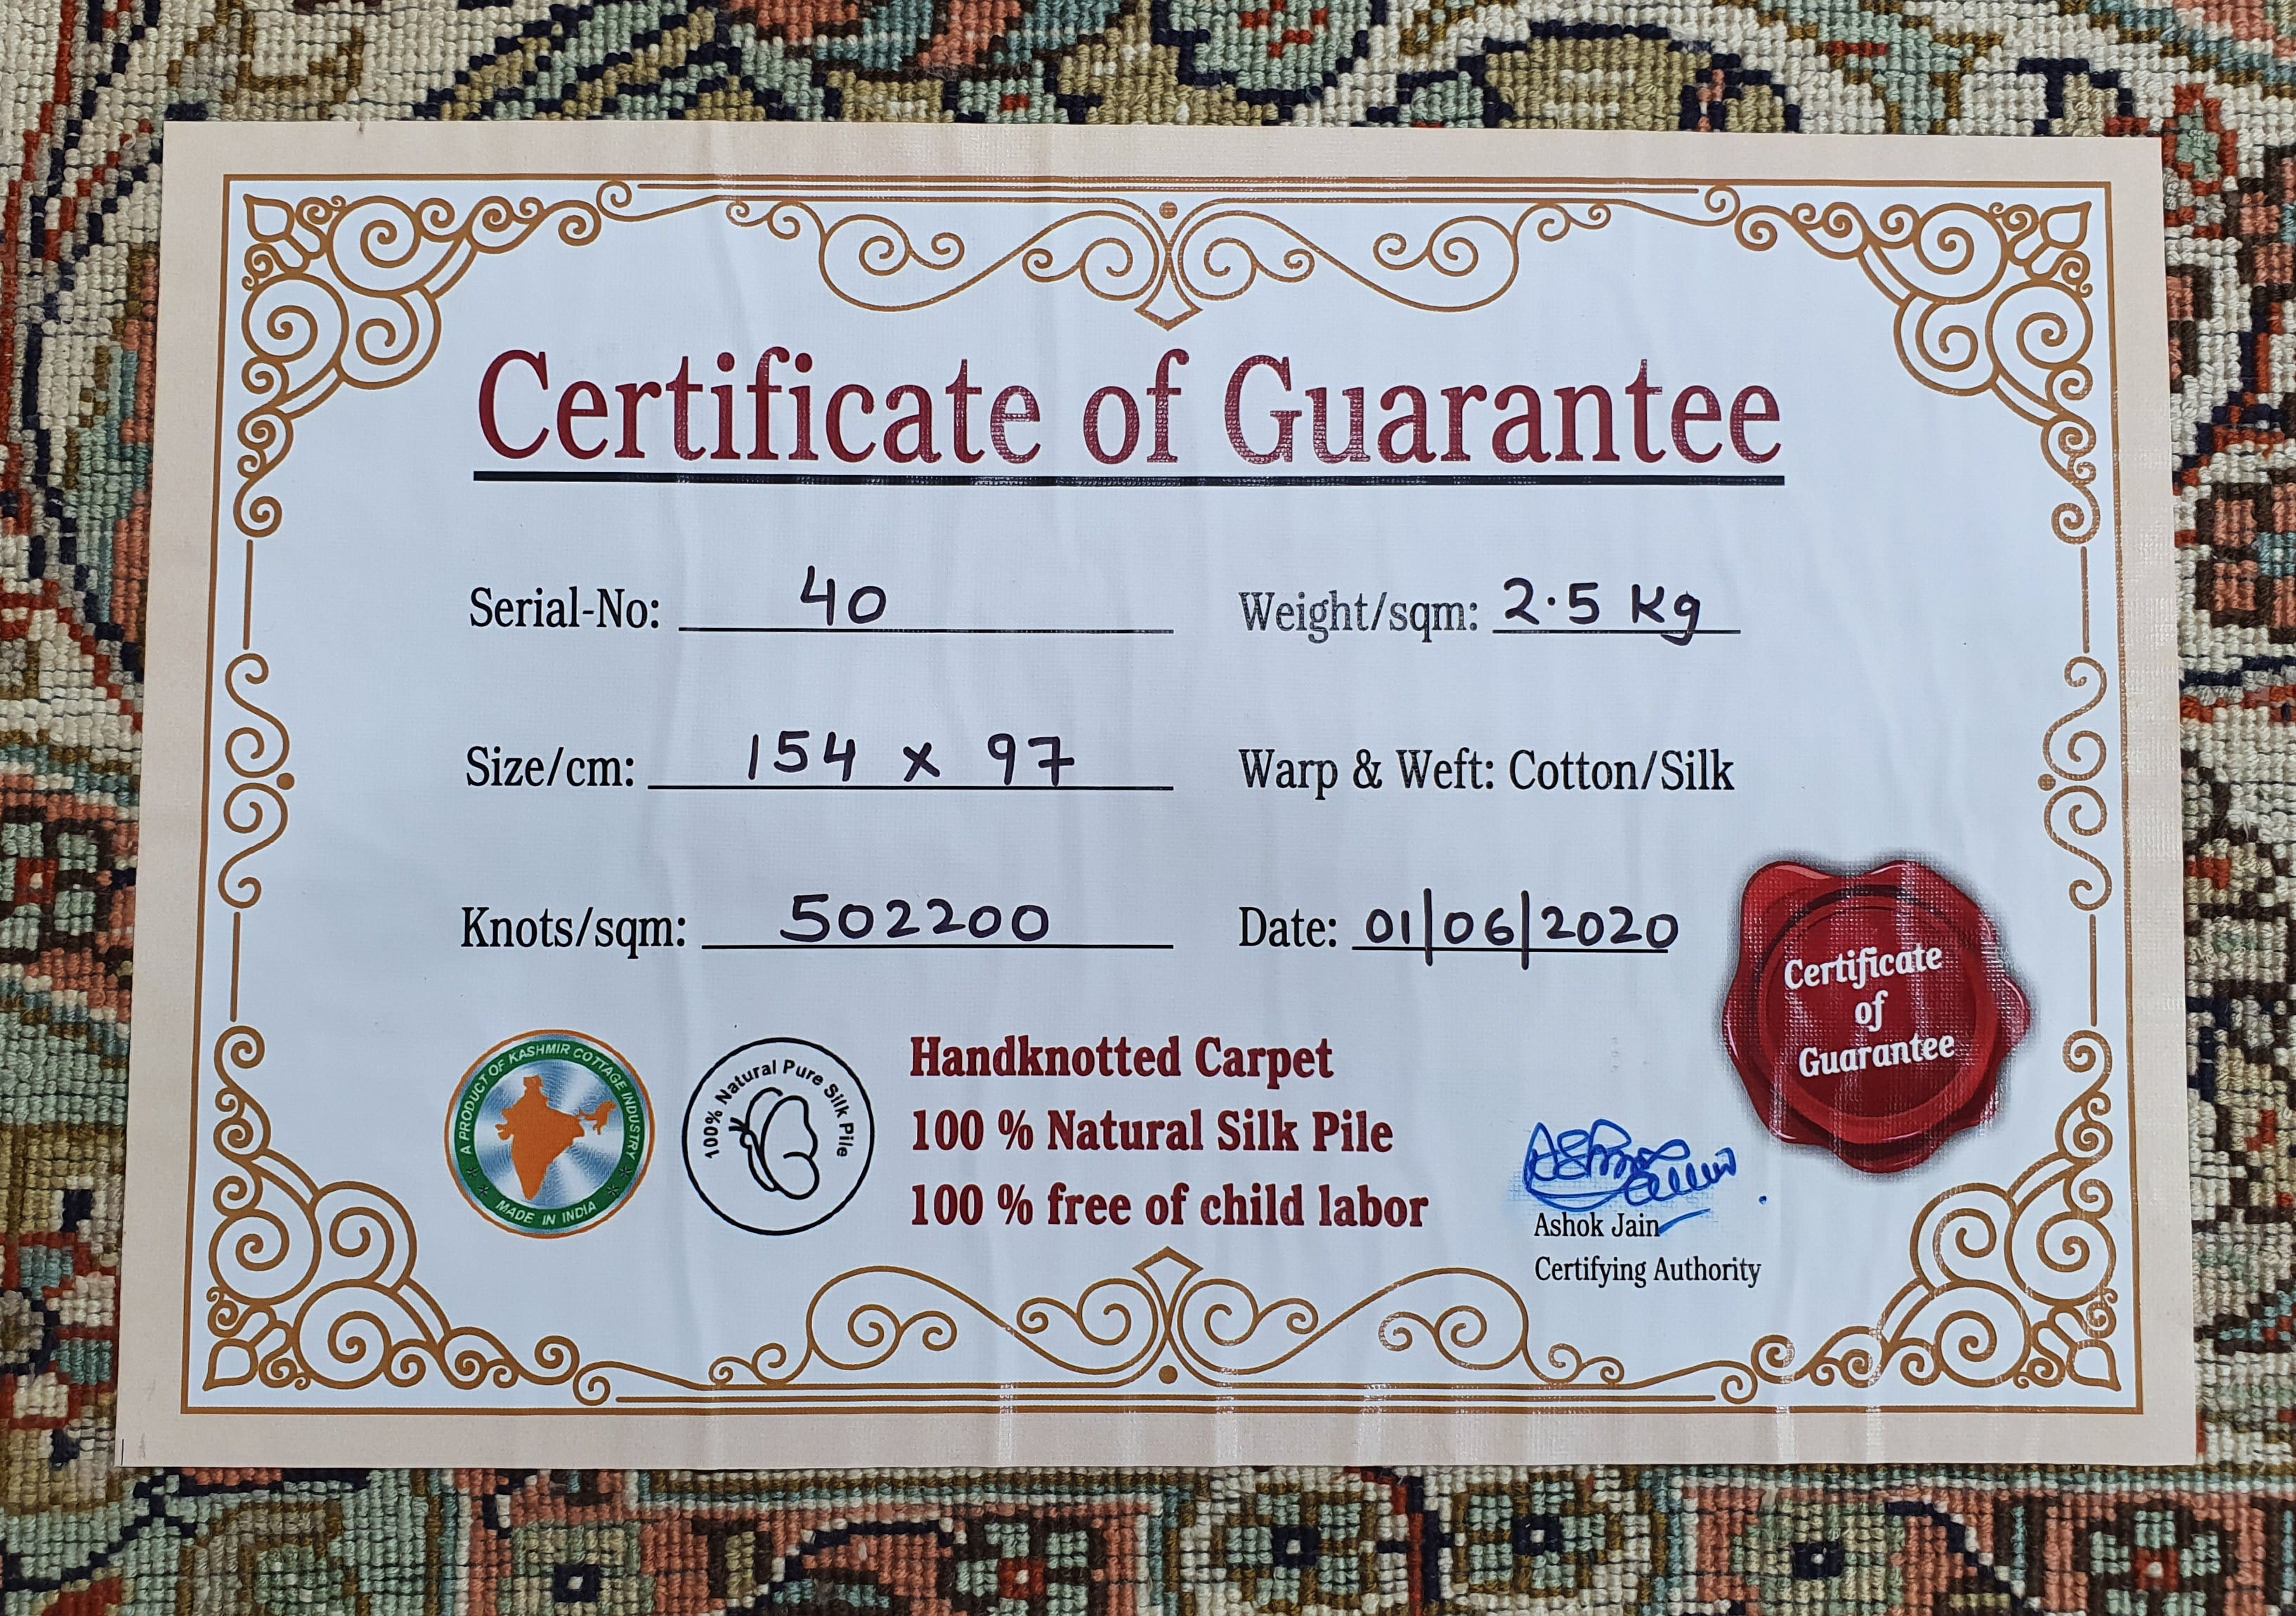 Certificate of Guarantee
Serial-No: 40
Weight/sqm: 2.5 Kg
Size/cm: 154 x 97
Warp & Weft: Cotton/Silk
Knots/sqm: 502200
Date: 01/06/2020
Certificate
of
Guarantee
A PRODUCT OF KASHMIR COTTAGE INDUSTRY
MADE IN INDIA
100% Natural Pure Silk Pile
Handknotted Carpet
100 % Natural Silk Pile
100 % free of child labor
Ashok Jain
Certifying Authority